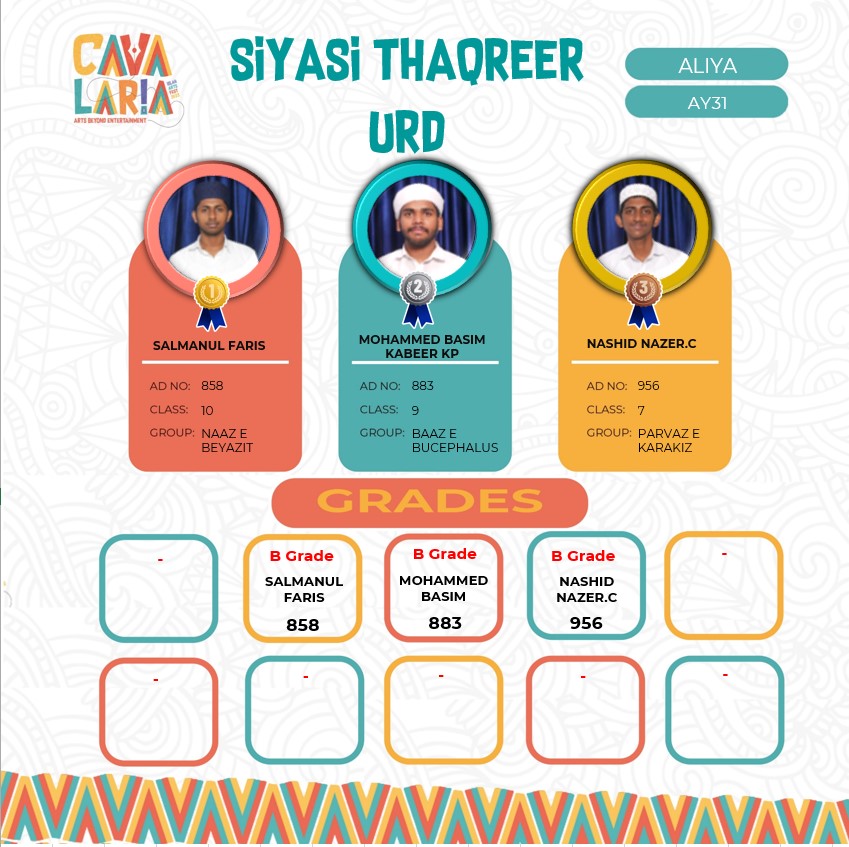 CAVA
LARIA
ARTS BEYOND ENTERTAINMENT
SiYASi THAQREER
URD
ALIYA
AY31
1
2
3
SALMANUL FARIS
AD NO: 858
CLASS: 10
GROUP: NAAZ E
BEYAZIT
MOHAMMED BASIM
KABEER KP
AD NO: 883
CLASS: 9
GROUP: BAAZ E
BUCEPHALUS
NASHID NAZER.C
AD NO: 956
CLASS: 7
GROUP: PARVAZ E
KARAKIZ
GRADES
-
B Grade
SALMANUL
FARIS
858
B Grade
MOHAMMED
BASIM
883
B Grade
NASHID
NAZER.C
956
-
-
-
-
-
-